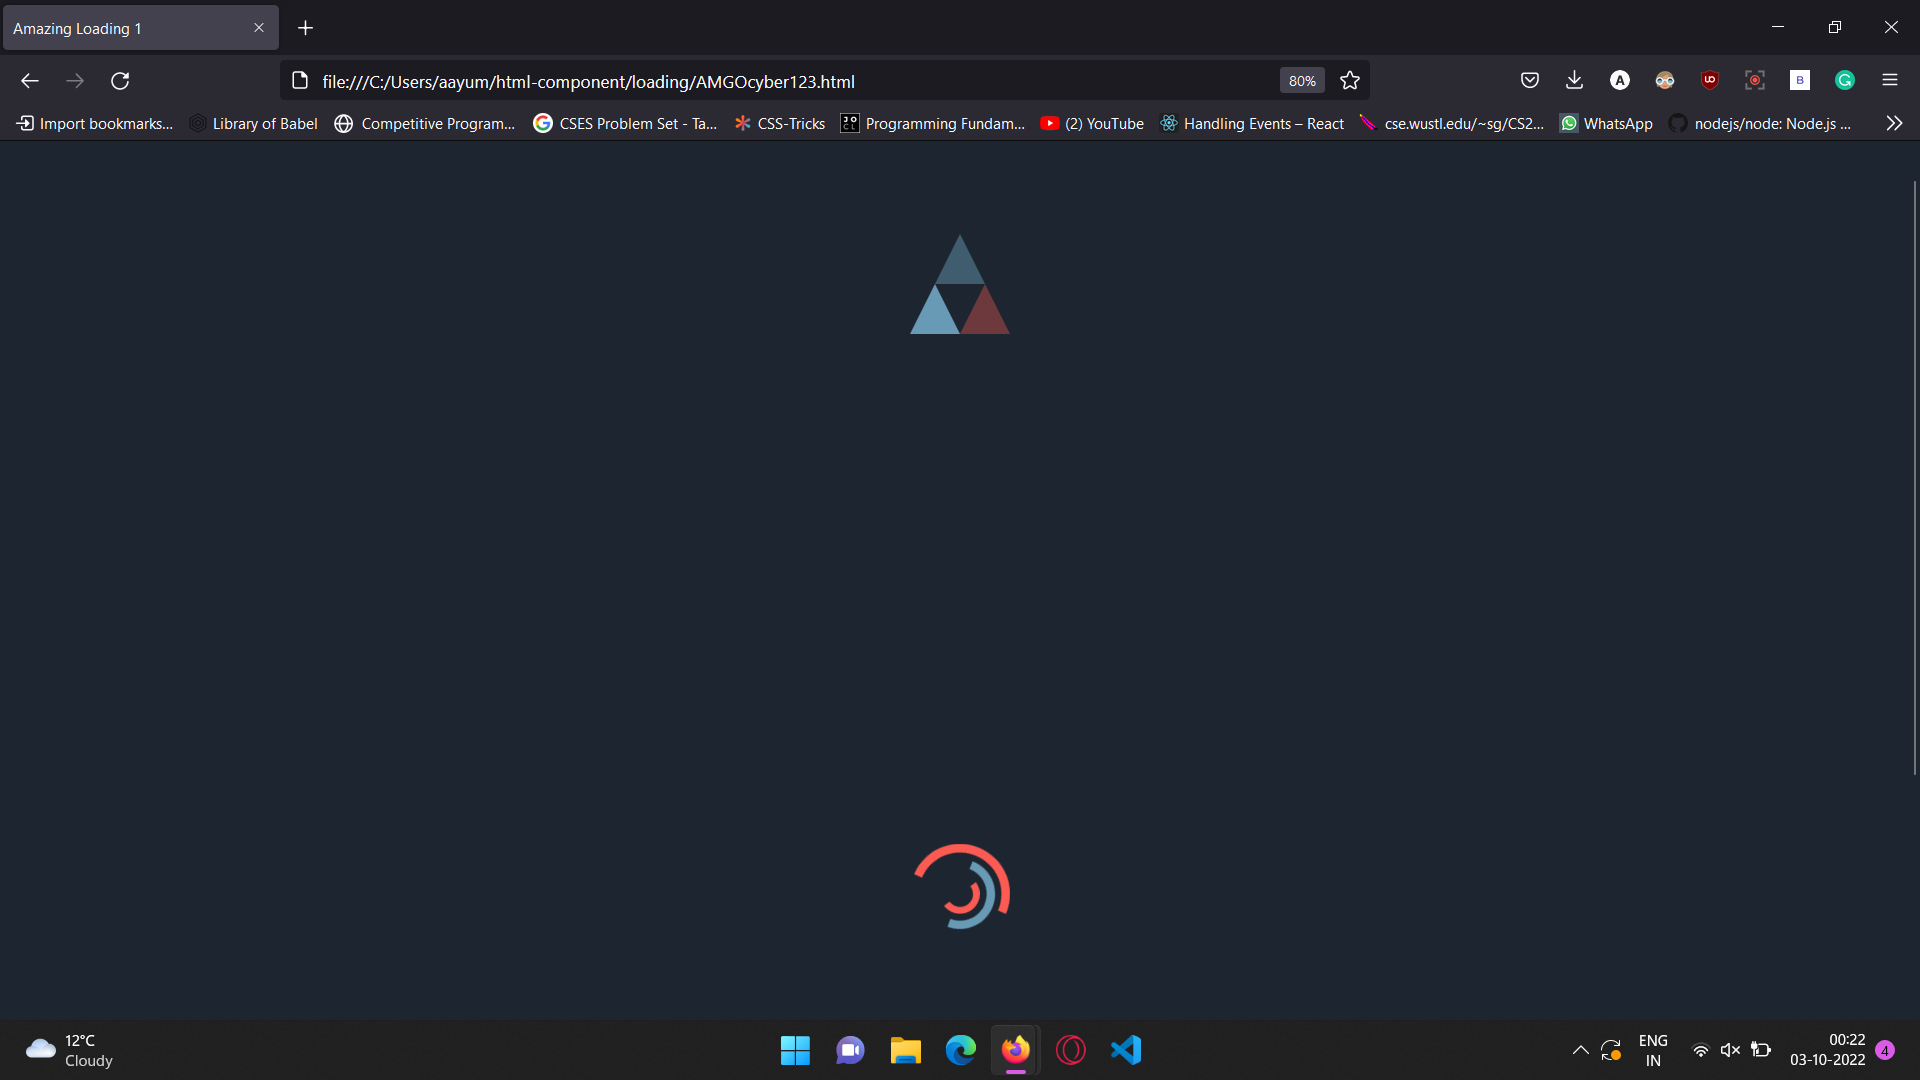 Amazing Loading 1
file:///C:/Users/aayum/html-component/loading/AMGOcyber123.html
80%
A
B
Import bookmarks...
Library of Babel
Competitive Program...
CSES Problem Set - Ta...
CSS-Tricks
Programming Fundam...
(2) YouTube
Handling Events – React
cse.wustl.edu/~sg/CS2...
WhatsApp
nodejs/node: Node.js ...
12°C
Cloudy
ENG
IN
00:22
03-10-2022
4